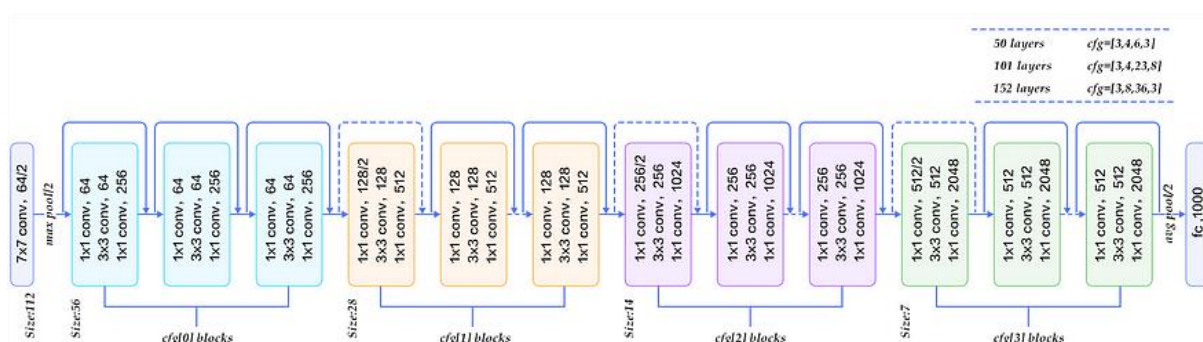 50 layers cfg=[3,4,6,3]
101 layers cfg=[3,4,23,8]
152 layers cfg=[3,8,36,3]
7x7 conv, 64/2
max pool/2
1x1 conv, 64
3x3 conv, 64
1x1 conv, 256
1x1 conv, 64
3x3 conv, 64
1x1 conv, 256
1x1 conv, 64
3x3 conv, 64
1x1 conv, 256
1x1 conv, 128/2
3x3 conv, 128
1x1 conv, 512
1x1 conv, 128
3x3 conv, 128
1x1 conv, 512
1x1 conv, 128
3x3 conv, 128
1x1 conv, 512
1x1 conv, 256/2
3x3 conv, 256
1x1 conv, 1024
1x1 conv, 256
3x3 conv, 256
1x1 conv, 1024
1x1 conv, 256
3x3 conv, 256
1x1 conv, 1024
1x1 conv, 512/2
3x3 conv, 512
1x1 conv, 2048
1x1 conv, 512
3x3 conv, 512
1x1 conv, 2048
1x1 conv, 512
3x3 conv, 512
1x1 conv, 2048
avg pool/2
fc ,1000
Size:112
Size:56
cfg[0] blocks
Size:28
cfg[1] blocks
Size:14
cfg[2] blocks
Size:7
cfg[3] blocks